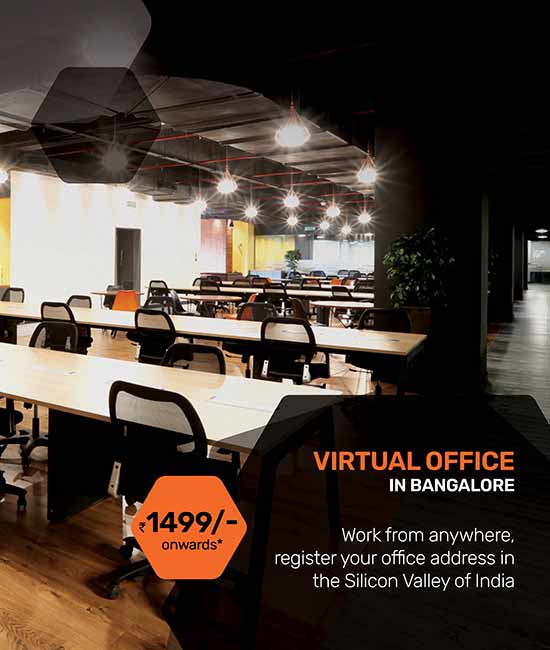 VIRTUAL OFFICE
IN BANGALORE
₹1499/-
onwards*
Work from anywhere,
register your office address in
the Silicon Valley of India